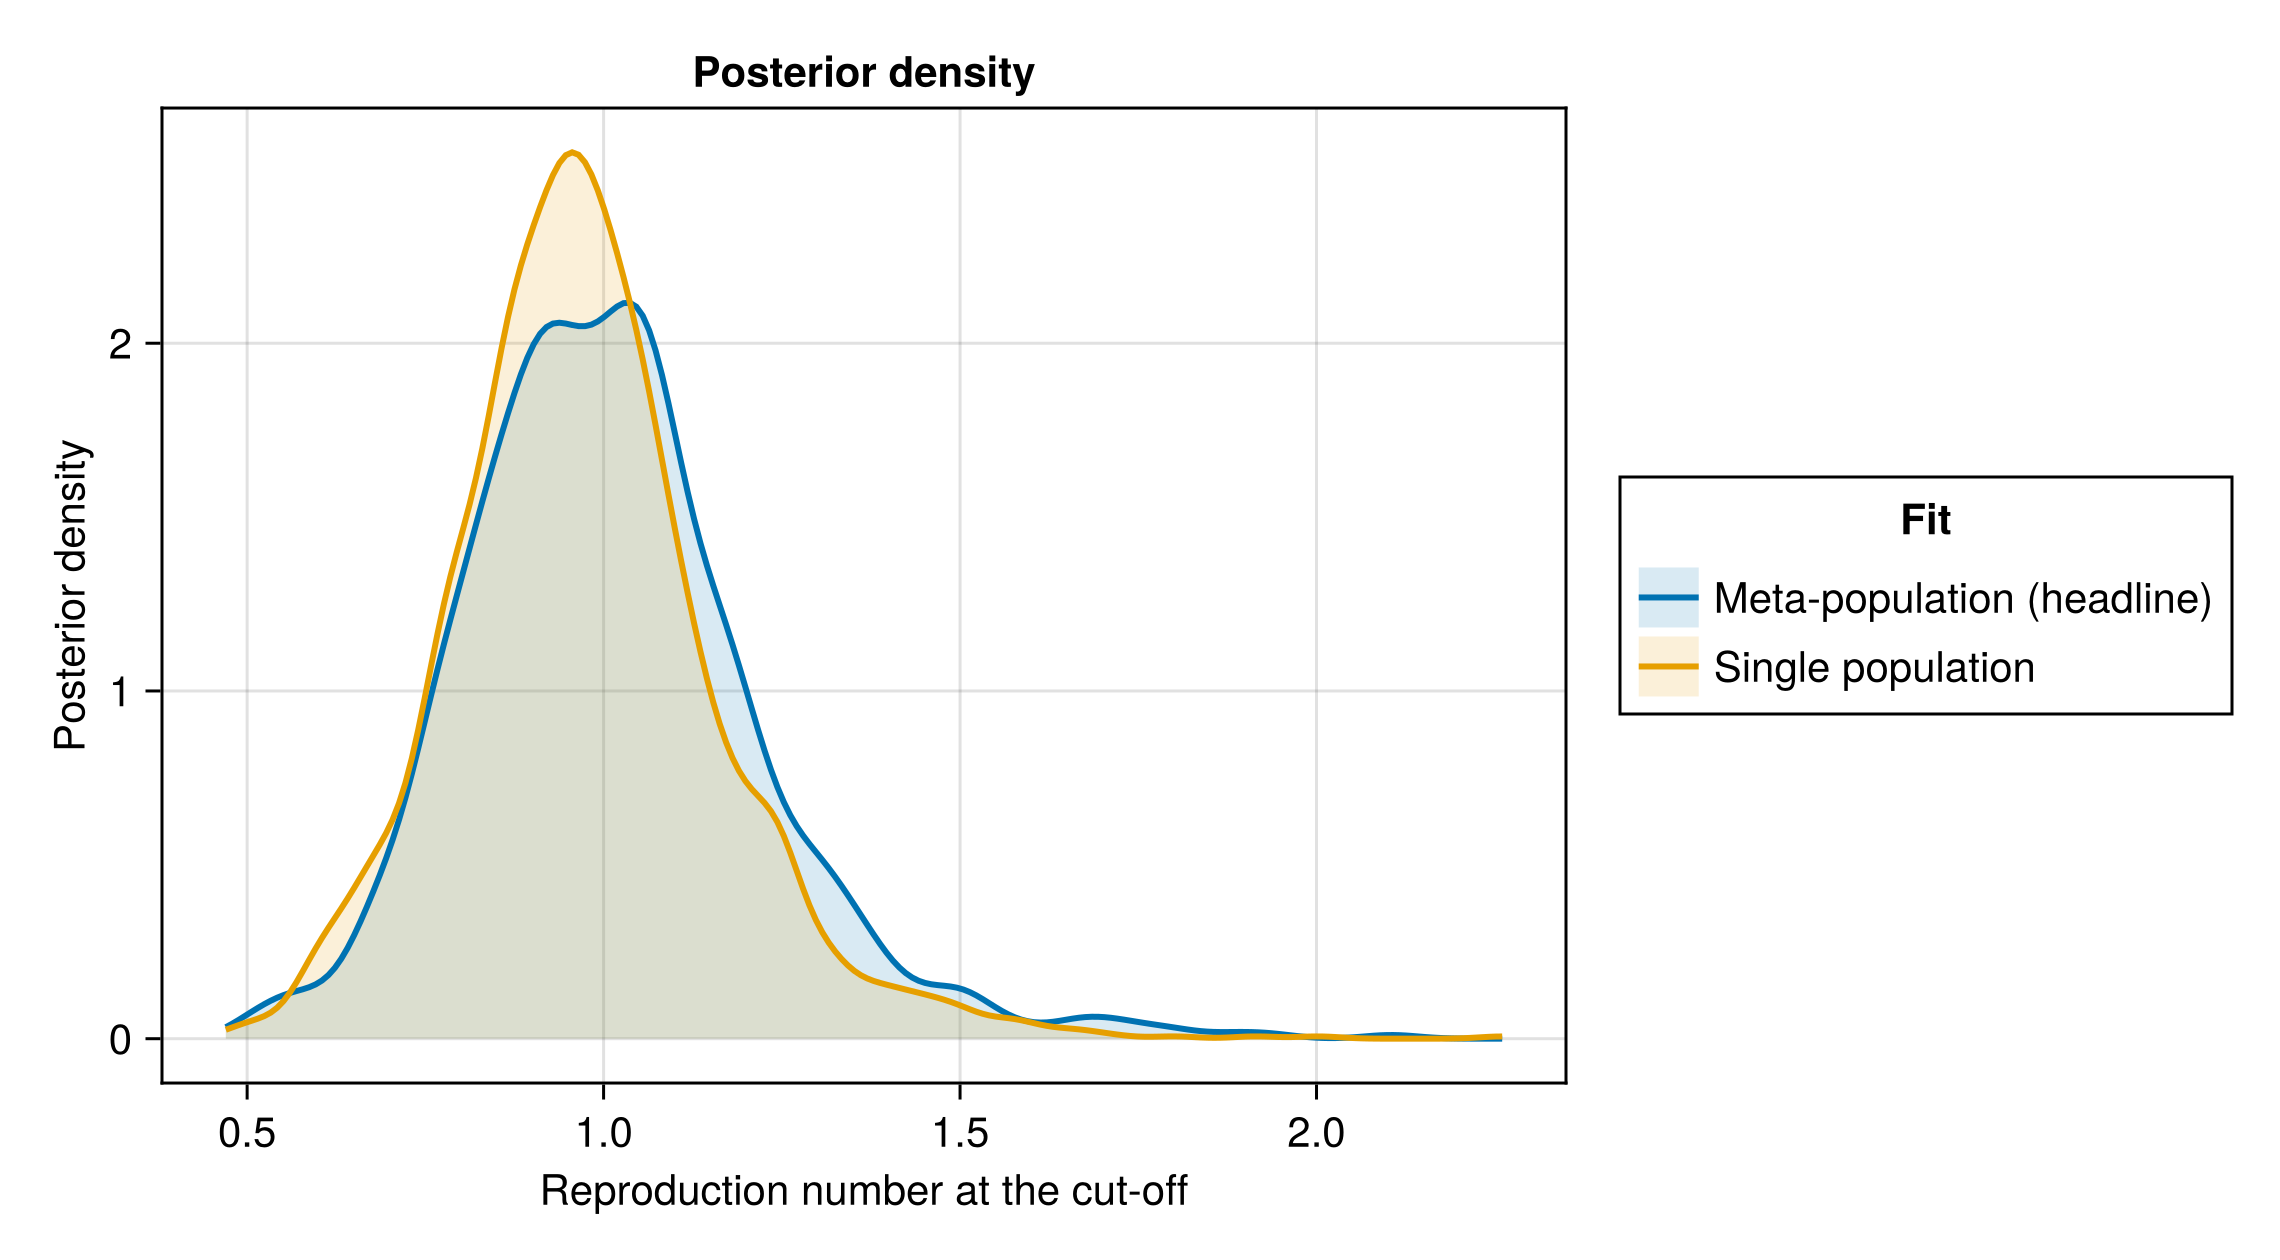 Posterior density
Posterior density
2
1
0
0.5
1.0
1.5
2.0
Reproduction number at the cut-off
Fit
Meta-population (headline)
Single population